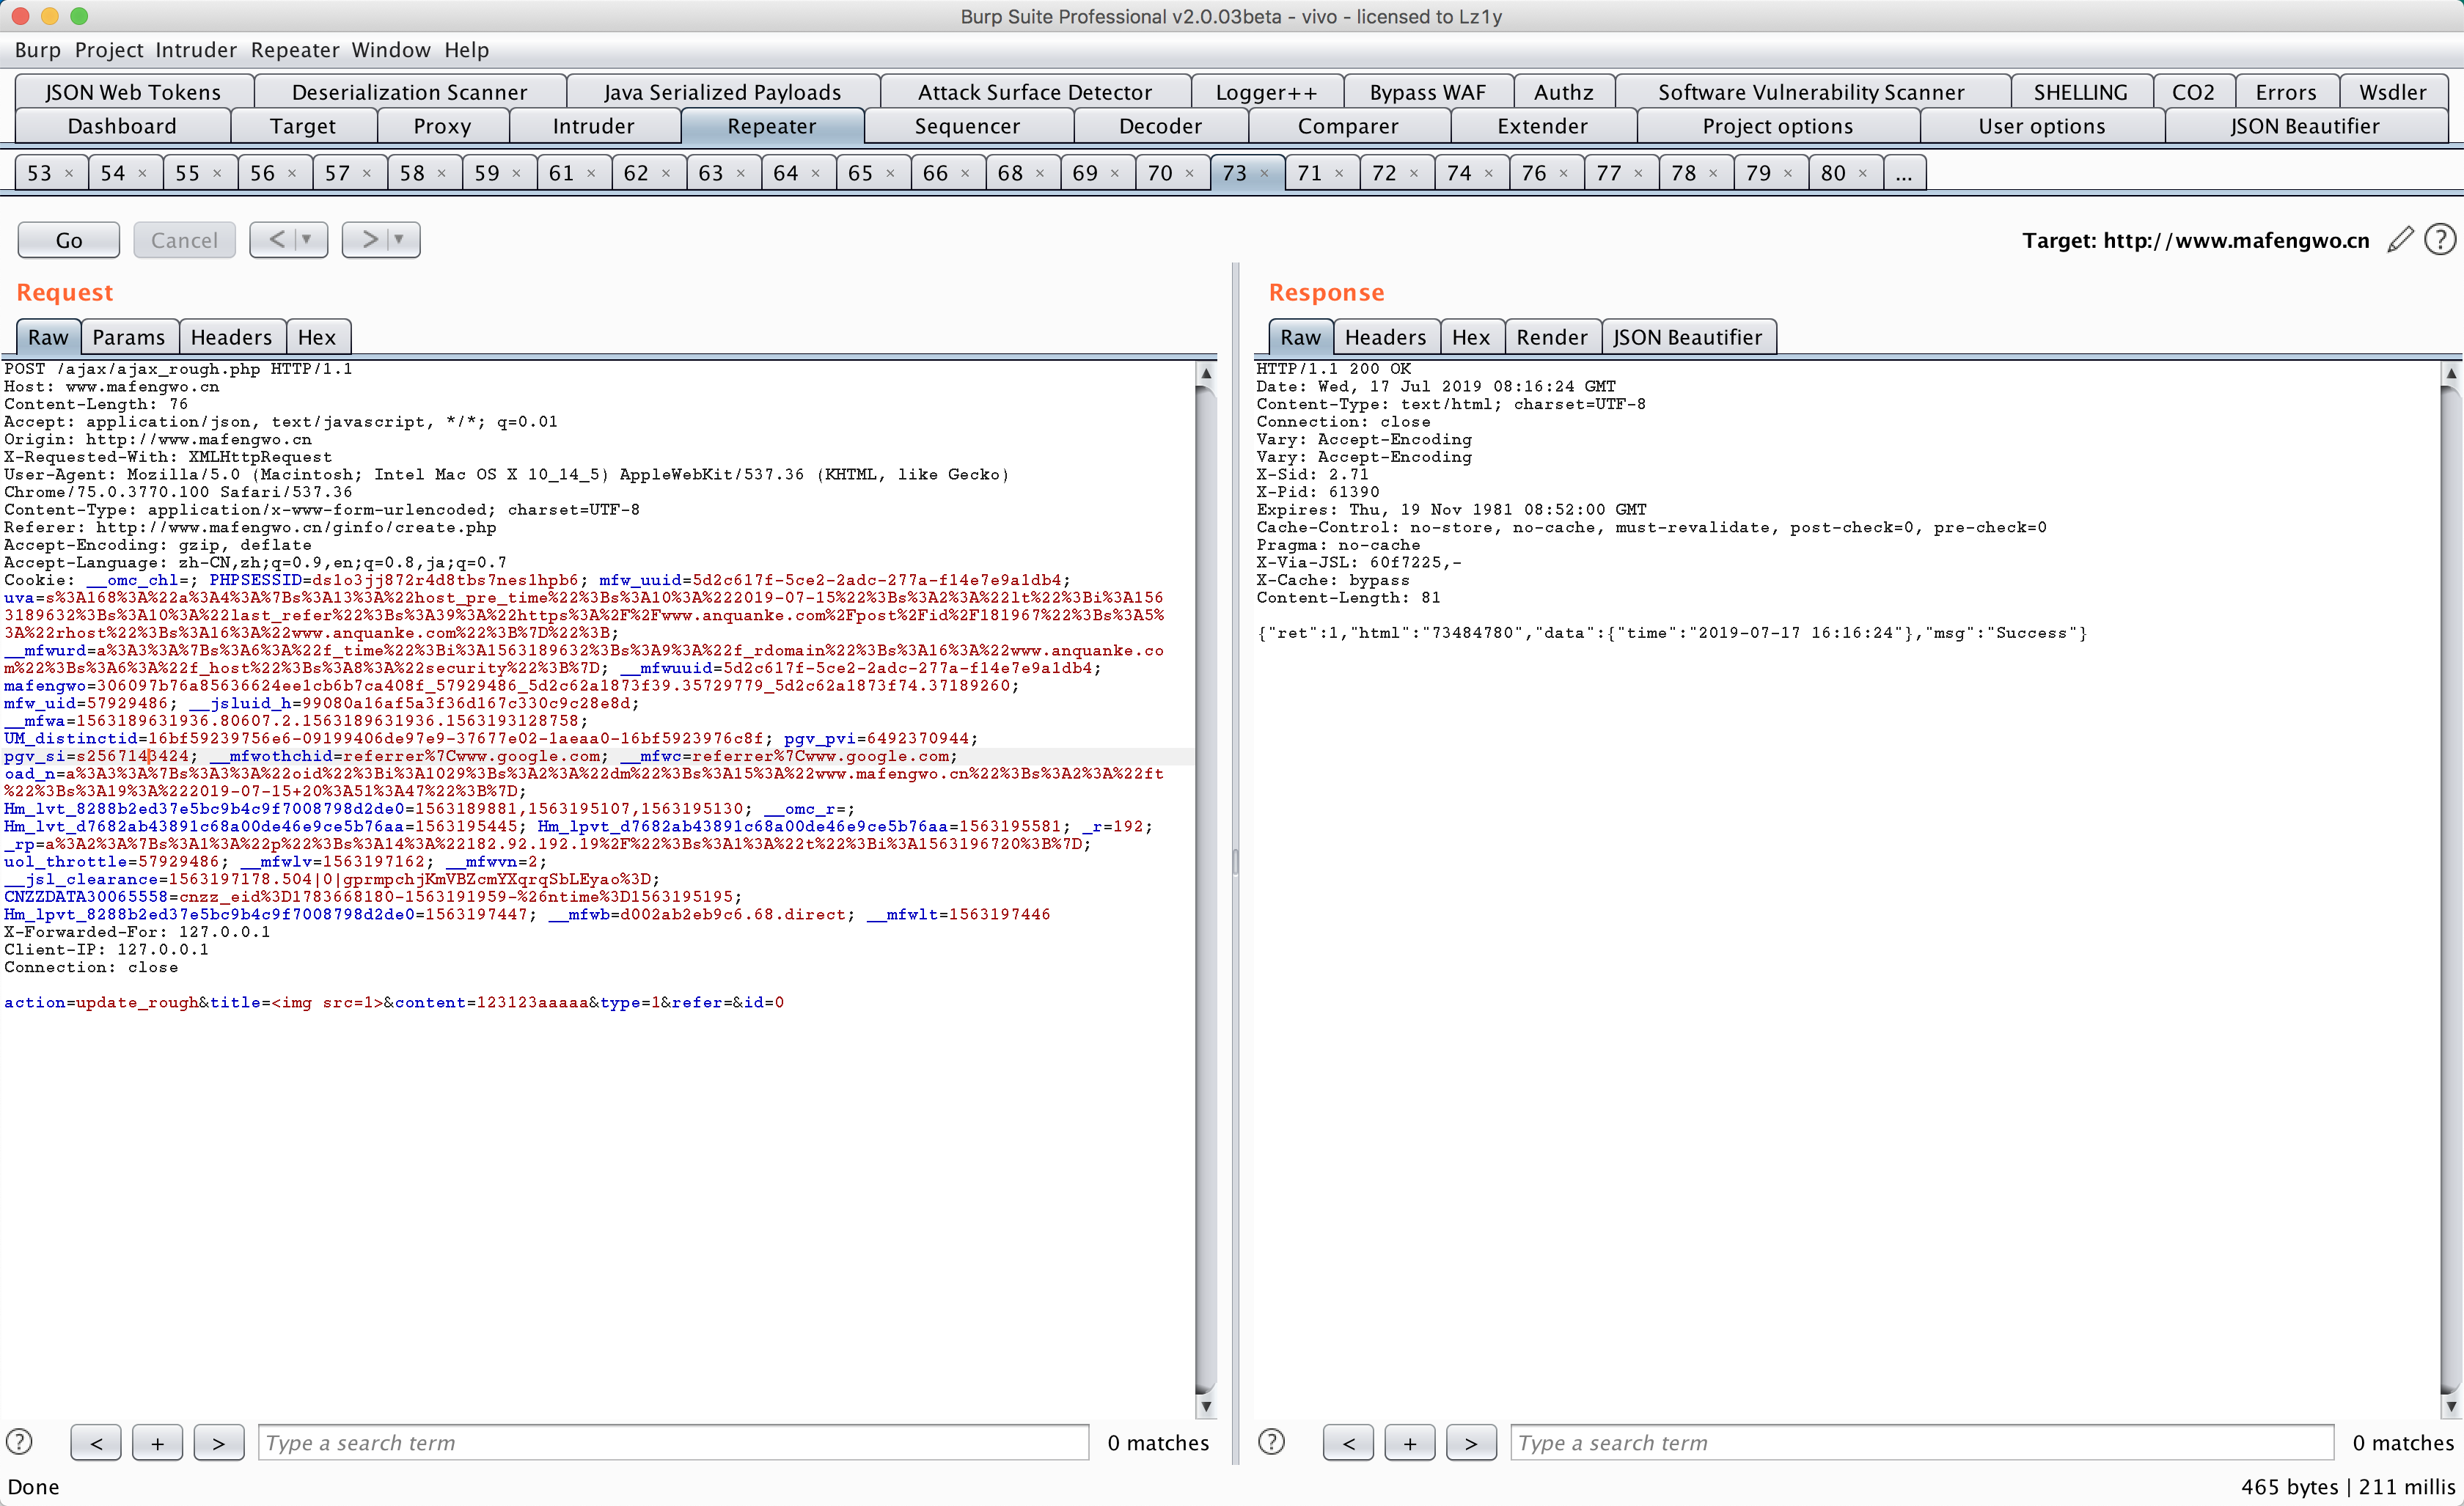 Burp Suite Professional v2.0.03beta - vivo - licensed to Lz1y
Burp Project Intruder Repeater Window Help
JSON Web Tokens Deserialization Scanner Java Serialized Payloads Attack Surface Detector Logger++ Bypass WAF Authz Software Vulnerability Scanner SHELLING CO2 Errors Wsdler
Dashboard Target Proxy Intruder Repeater Sequencer Decoder Comparer Extender Project options User options JSON Beautifier
53 × 54 × 55 × 56 × 57 × 58 × 59 × 61 × 62 × 63 × 64 × 65 × 66 × 68 × 69 × 70 × 73 × 71 × 72 × 74 × 76 × 77 × 78 × 79 × 80 × ...
Go Cancel < > Target: http://www.mafengwo.cn ?
Request
Raw Params Headers Hex
POST /ajax/ajax_rough.php HTTP/1.1
Host: www.mafengwo.cn
Content-Length: 76
Accept: application/json, text/javascript, */*; q=0.01
Origin: http://www.mafengwo.cn
X-Requested-With: XMLHttpRequest
User-Agent: Mozilla/5.0 (Macintosh; Intel Mac OS X 10_14_5) AppleWebKit/537.36 (KHTML, like Gecko)
Chrome/75.0.3770.100 Safari/537.36
Content-Type: application/x-www-form-urlencoded; charset=UTF-8
Referer: http://www.mafengwo.cn/ginfo/create.php
Accept-Encoding: gzip, deflate
Accept-Language: zh-CN,zh;q=0.9,en;q=0.8,ja;q=0.7
Cookie: __omc_chl=; PHPSESSID=ds1o3jj872r4d8tbs7nes1hpb6; mfw_uuid=5d2c617f-5ce2-2adc-277a-f14e7e9a1db4;
uva=s%3A168%3A%22a%3A4%3A%7Bs%3A13%3A%22host_pre_time%22%3Bs%3A10%3A%222019-07-15%22%3Bs%3A2%3A%22lt%22%3Bi%3A156
3189632%3Bs%3A10%3A%22last_refer%22%3Bs%3A39%3A%22https%3A%2F%2Fwww.anquanke.com%2Fpost%2Fid%2F181967%22%3Bs%3A5%
3A%22rhost%22%3Bs%3A16%3A%22www.anquanke.com%22%3B%7D%22%3B;
__mfwurd=a%3A3%3A%7Bs%3A6%3A%22f_time%22%3Bi%3A1563189632%3Bs%3A9%3A%22f_rdomain%22%3Bs%3A16%3A%22www.anquanke.co
m%22%3Bs%3A6%3A%22f_host%22%3Bs%3A8%3A%22security%22%3B%7D; __mfwuuid=5d2c617f-5ce2-2adc-277a-f14e7e9a1db4;
mafengwo=306097b76a85636624ee1cb6b7ca408f_57929486_5d2c62a1873f39.35729779_5d2c62a1873f74.37189260;
mfw_uid=57929486; __jsluid_h=99080a16af5a3f36d167c330c9c28e8d;
__mfwa=1563189631936.80607.2.1563189631936.1563193128758;
UM_distinctid=16bf59239756e6-09199406de97e9-37677e02-1aeaa0-16bf5923976c8f; pgv_pvi=6492370944;
pgv_si=s2567143424; __mfwothchid=referrer%7Cwww.google.com; __mfwc=referrer%7Cwww.google.com;
oad_n=a%3A3%3A%7Bs%3A3%3A%22oid%22%3Bi%3A1029%3Bs%3A2%3A%22dm%22%3Bs%3A15%3A%22www.mafengwo.cn%22%3Bs%3A2%3A%22ft
%22%3Bs%3A19%3A%222019-07-15+20%3A51%3A47%22%3B%7D;
Hm_lvt_8288b2ed37e5bc9b4c9f7008798d2de0=1563189881,1563195107,1563195130; __omc_r=;
Hm_lvt_d7682ab43891c68a00de46e9ce5b76aa=1563195445; Hm_lpvt_d7682ab43891c68a00de46e9ce5b76aa=1563195581; _r=192;
_rp=a%3A2%3A%7Bs%3A1%3A%22p%22%3Bs%3A14%3A%22182.92.192.19%2F%22%3Bs%3A1%3A%22t%22%3Bi%3A1563196720%3B%7D;
uol_throttle=57929486; __mfwlv=1563197162; __mfwvn=2;
__jsl_clearance=1563197178.504|0|gprmpchjKmVBZcmYXqrqSbLEyao%3D;
CNZZDATA30065558=cnzz_eid%3D1783668180-1563191959-%26ntime%3D1563195195;
Hm_lpvt_8288b2ed37e5bc9b4c9f7008798d2de0=1563197447; __mfwb=d002ab2eb9c6.68.direct; __mfwlt=1563197446
X-Forwarded-For: 127.0.0.1
Client-IP: 127.0.0.1
Connection: close
action=update_rough&title=<img src=1>&content=123123aaaaa&type=1&refer=&id=0
? < + > Type a search term 0 matches
Response
Raw Headers Hex Render JSON Beautifier
HTTP/1.1 200 OK
Date: Wed, 17 Jul 2019 08:16:24 GMT
Content-Type: text/html; charset=UTF-8
Connection: close
Vary: Accept-Encoding
Vary: Accept-Encoding
X-Sid: 2.71
X-Pid: 61390
Expires: Thu, 19 Nov 1981 08:52:00 GMT
Cache-Control: no-store, no-cache, must-revalidate, post-check=0, pre-check=0
Pragma: no-cache
X-Via-JSL: 60f7225,-
X-Cache: bypass
Content-Length: 81
{"ret":1,"html":"73484780","data":{"time":"2019-07-17 16:16:24"},"msg":"Success"}
? < + > Type a search term 0 matches
Done 465 bytes | 211 millis